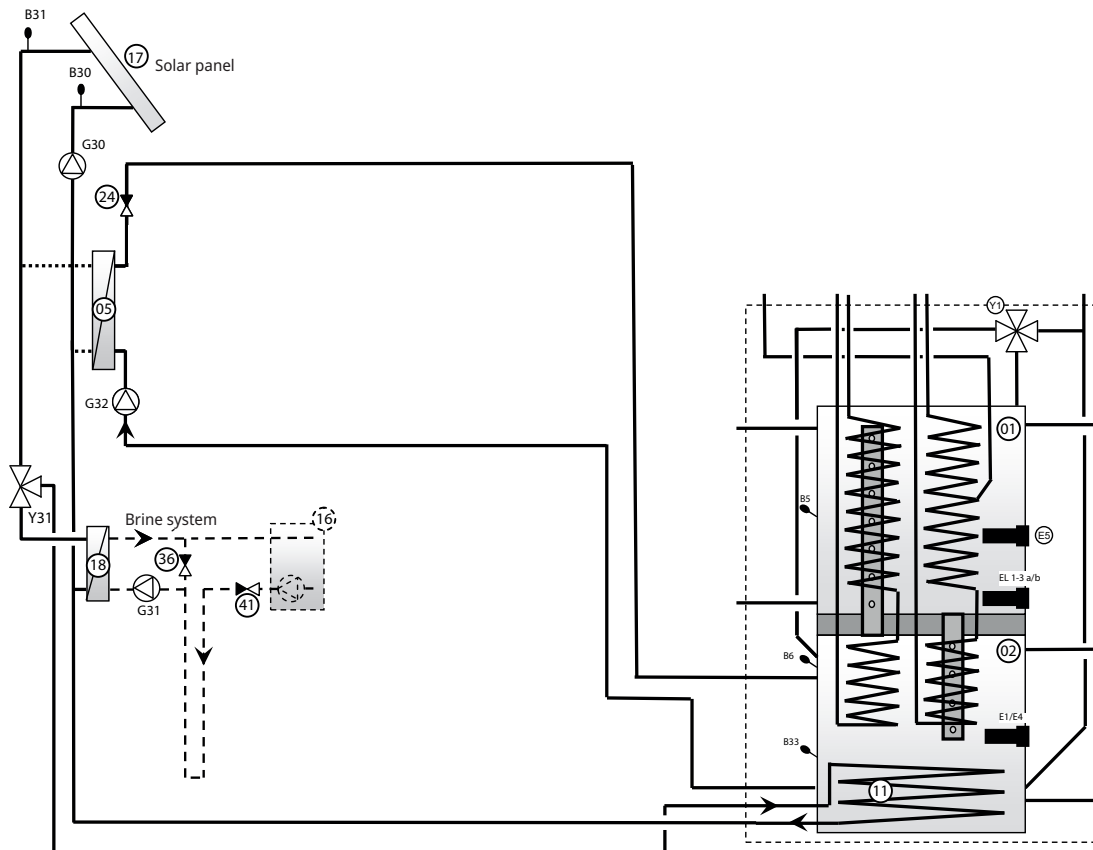 B31
17
Solar panel
B30
G30
24
05
G32
Y1
01
B5
E5
Y31
Brine system
16
36
18
G31
41
EL 1-3 a/b
02
B6
E1/E4
B33
11